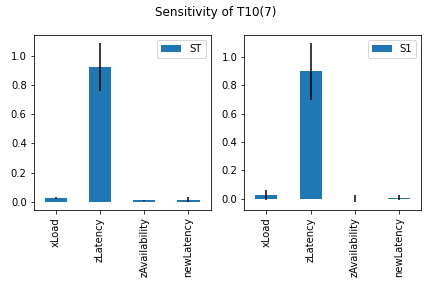 Sensitivity of T10(7)
ST
1.0
0.8
0.6
0.4
0.2
0.0
xLoad
zLatency
zAvailability
newLatency
S1
1.0
0.8
0.6
0.4
0.2
0.0
xLoad
zLatency
zAvailability
newLatency